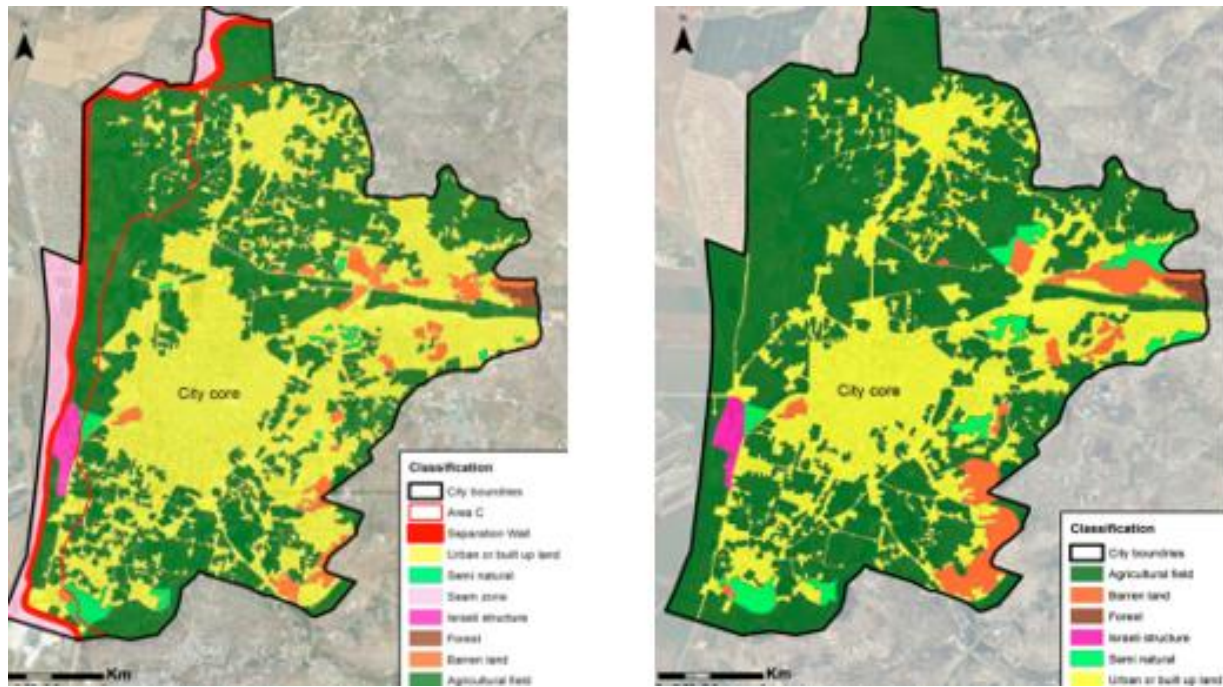 City core
Km
Classification
City boundries
Area C
Separation Wall
Urban or built up land
Semi natural
Seam zone
Israeli structure
Forest
Barren land
Agricultural field
City core
Km
Classification
City boundries
Agricultural field
Barren land
Forest
Israeli structure
Semi natural
Urban or built up land